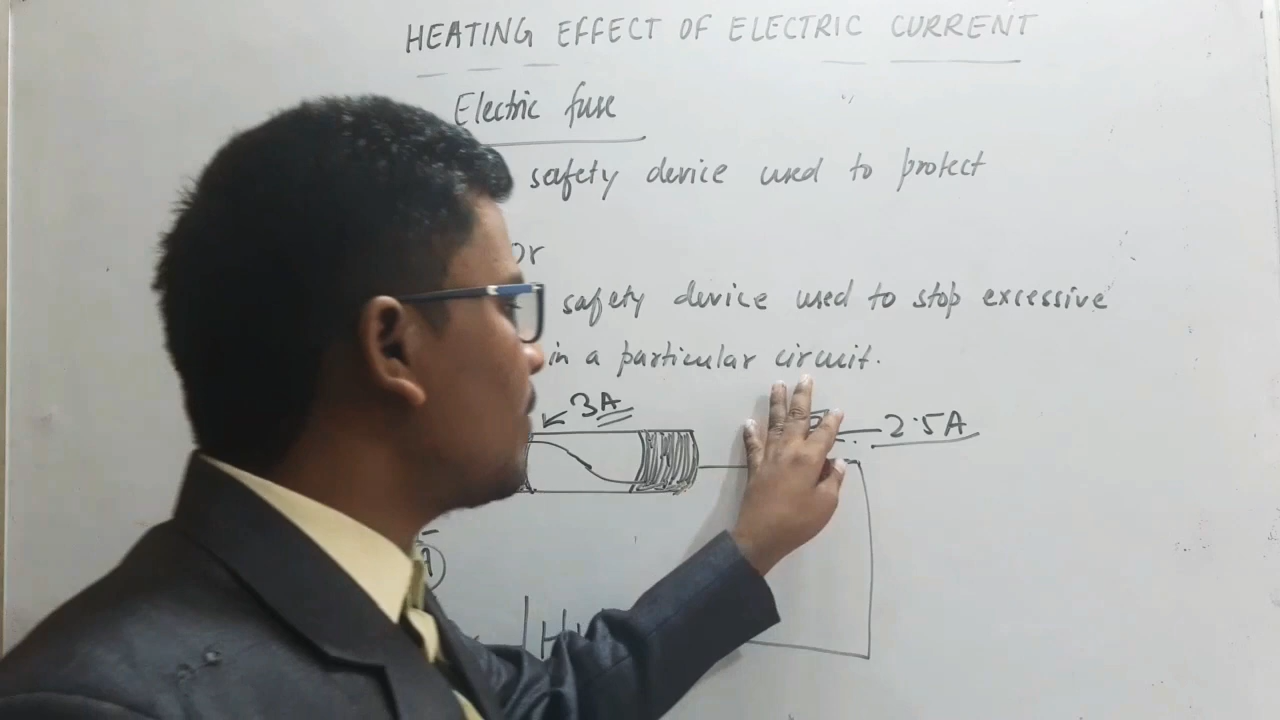 HEATING EFFECT OF ELECTRIC CURRENT
Electric fuse
safety device used to protect
or
safety device used to stop excessive
in a particular circuit.
3A
2.5A
A